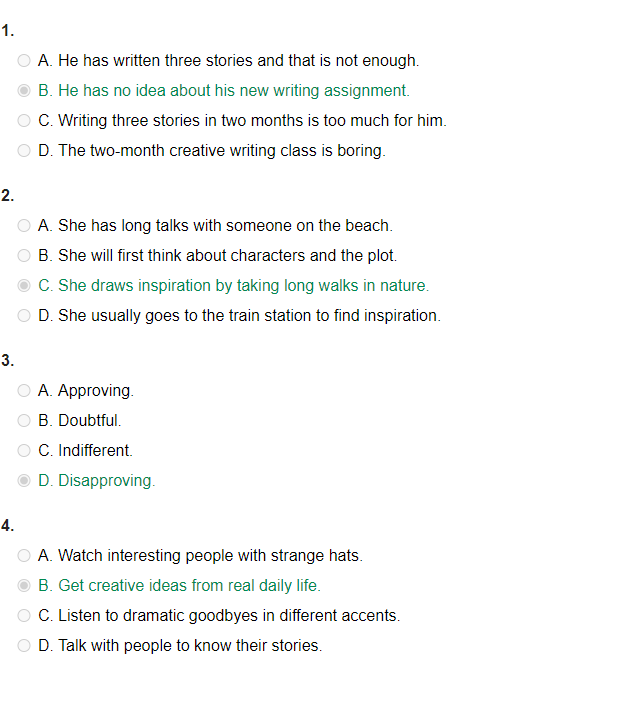 1.
A. He has written three stories and that is not enough.
B. He has no idea about his new writing assignment.
C. Writing three stories in two months is too much for him.
D. The two-month creative writing class is boring.
2.
A. She has long talks with someone on the beach.
B. She will first think about characters and the plot.
C. She draws inspiration by taking long walks in nature.
D. She usually goes to the train station to find inspiration.
3.
A. Approving.
B. Doubtful.
C. Indifferent.
D. Disapproving.
4.
A. Watch interesting people with strange hats.
B. Get creative ideas from real daily life.
C. Listen to dramatic goodbyes in different accents.
D. Talk with people to know their stories.